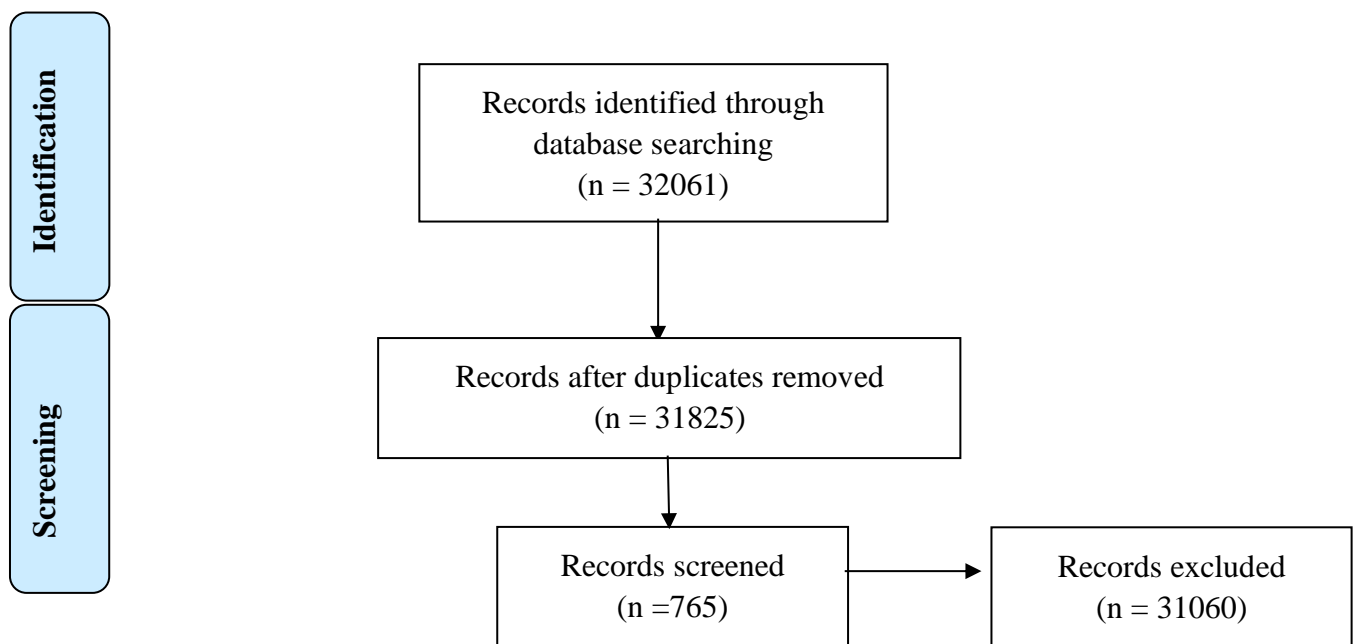 Identification
Records identified through
database searching
(n = 32061)
Screening
Records after duplicates removed
(n = 31825)
Records screened
(n =765)
Records excluded
(n = 31060)